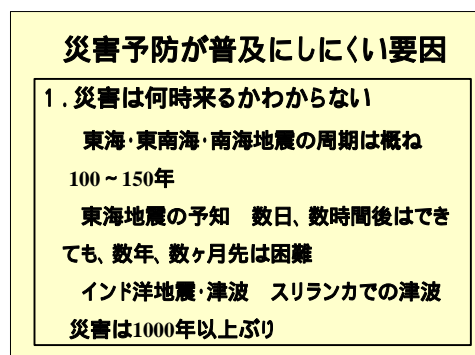 災害予防が普及にしにくい要因
1.災害は何時来るかわからない
東海・東南海・南海地震の周期は概ね
100~150年
東海地震の予知 数日、数時間後はでき
ても、数年、数ヶ月先は困難
インド洋地震・津波 スリランカでの津波
災害は1000年以上ぶり